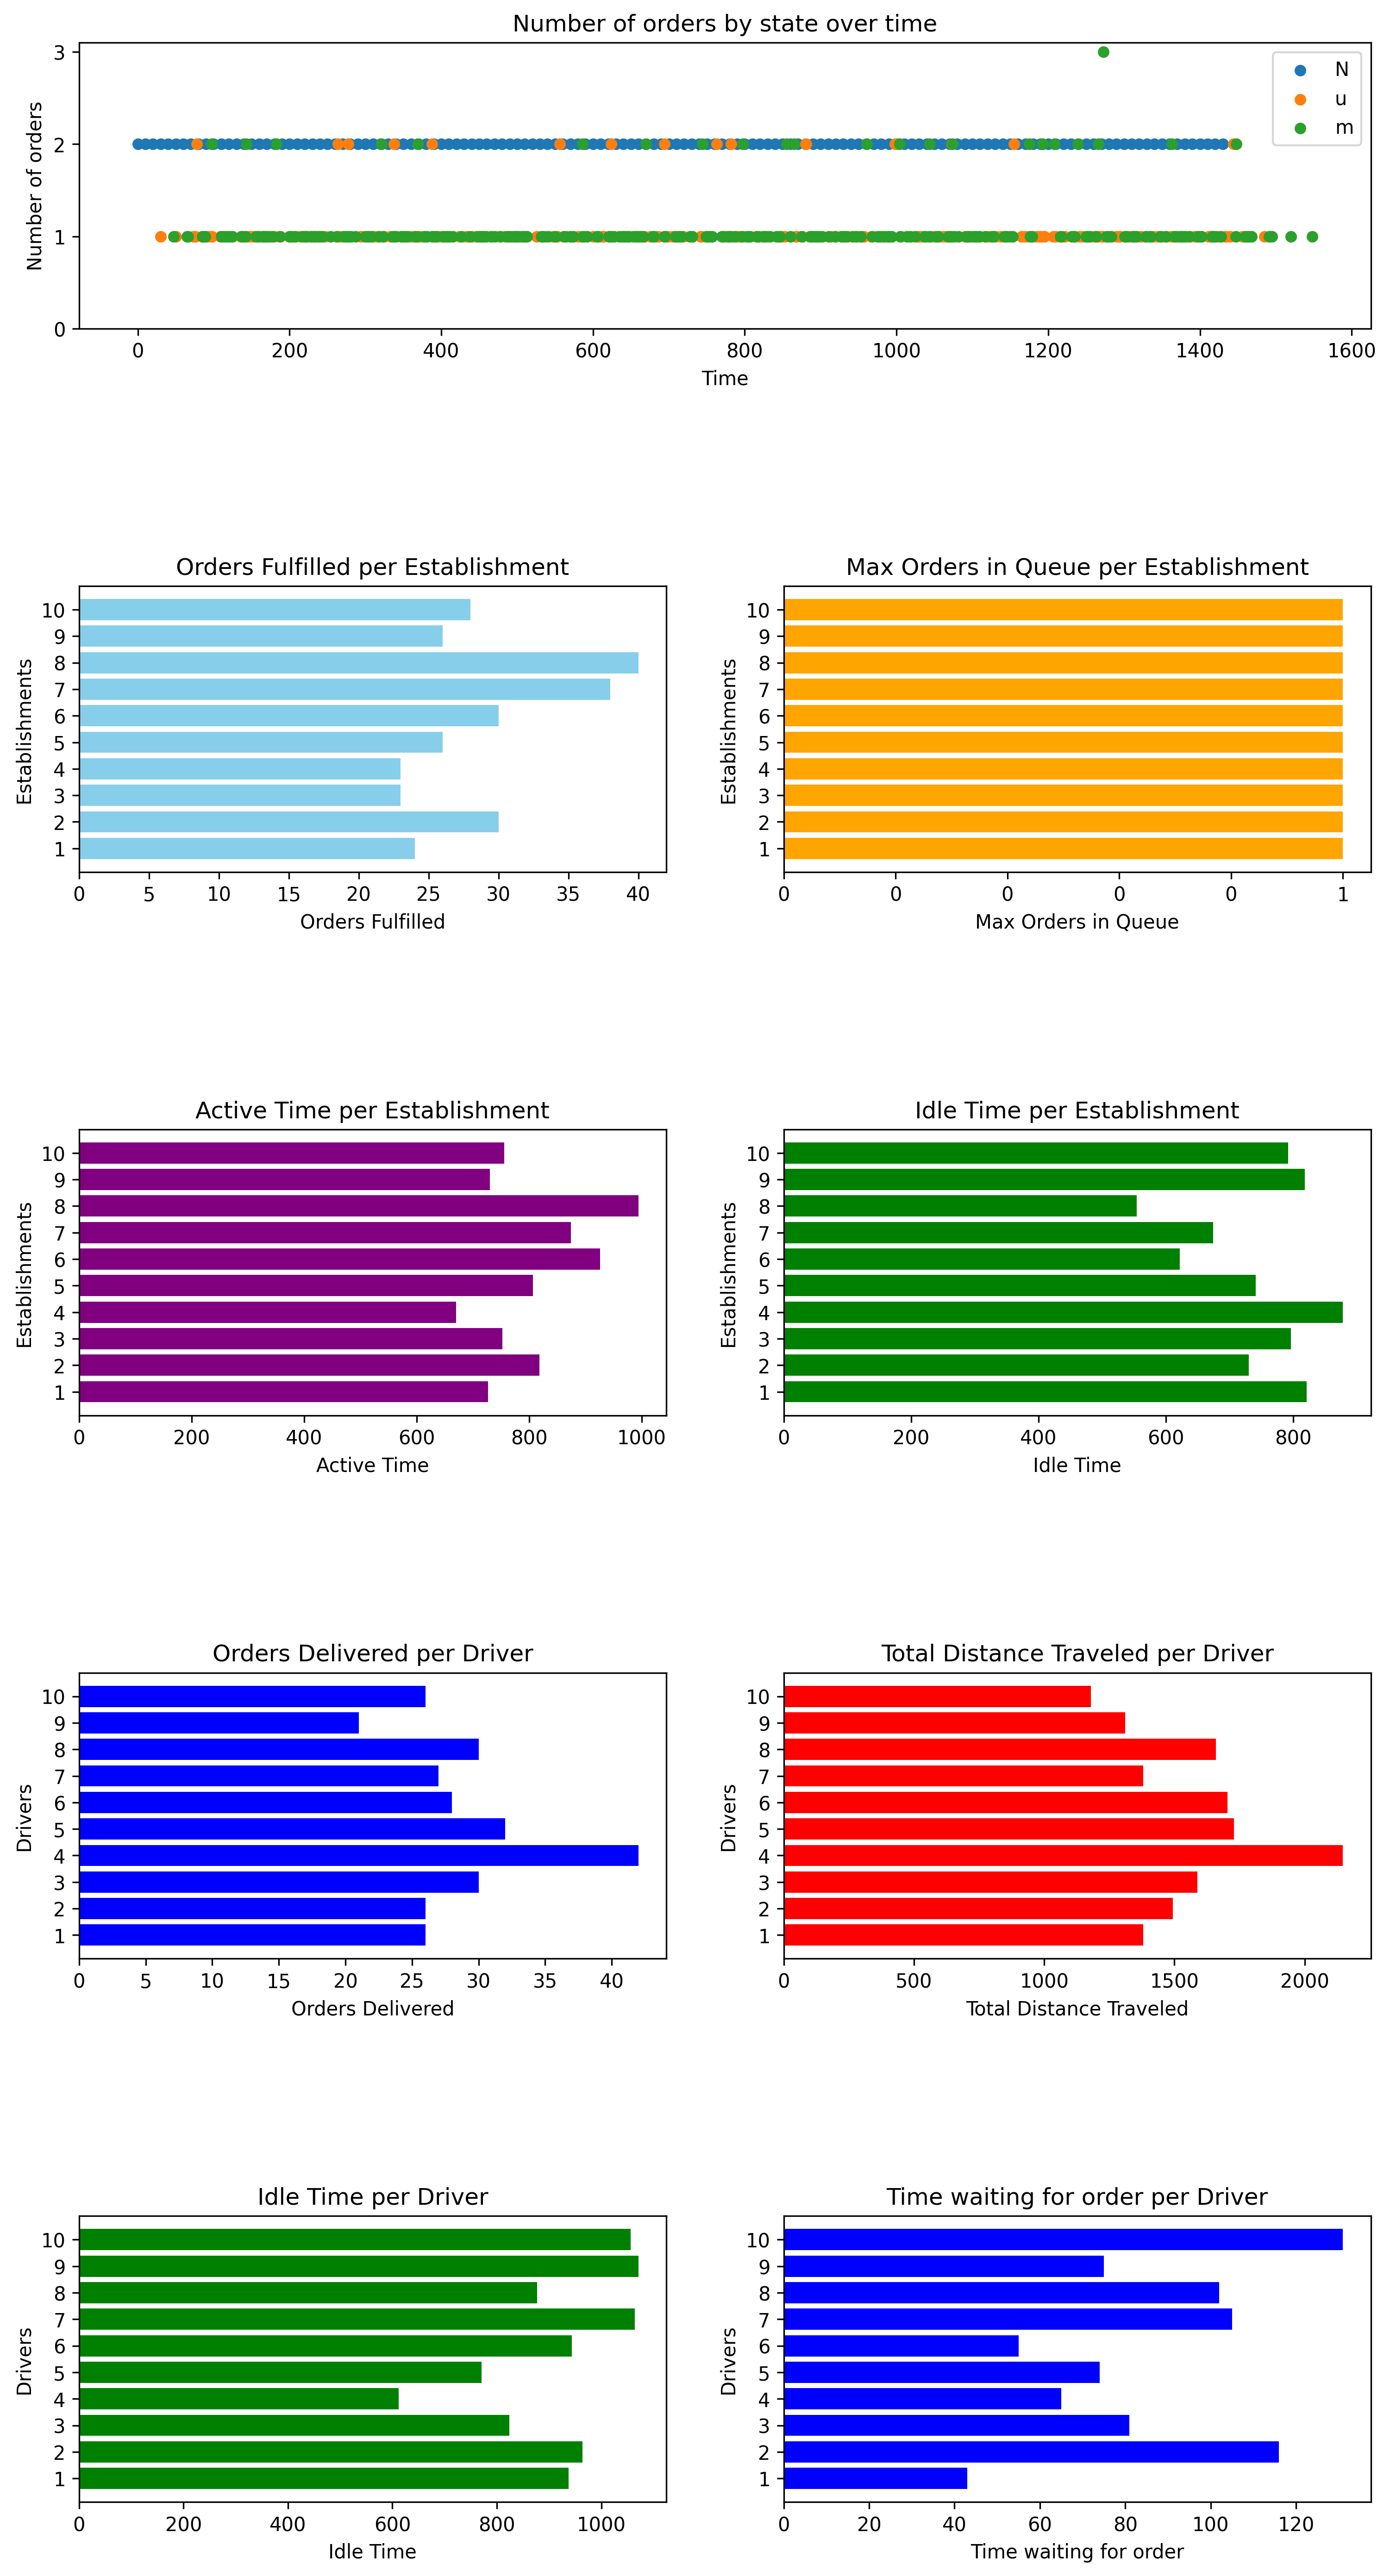 Number of orders by state over time
Number of orders
3
2
1
0
N
u
m
0 200 400 600 800 1000 1200 1400 1600
Time
Orders Fulfilled per Establishment
Establishments
10
9
8
7
6
5
4
3
2
1
0 5 10 15 20 25 30 35 40
Orders Fulfilled
Max Orders in Queue per Establishment
Establishments
10
9
8
7
6
5
4
3
2
1
0 0 0 0 0 1
Max Orders in Queue
Active Time per Establishment
Establishments
10
9
8
7
6
5
4
3
2
1
0 200 400 600 800 1000
Active Time
Idle Time per Establishment
Establishments
10
9
8
7
6
5
4
3
2
1
0 200 400 600 800
Idle Time
Orders Delivered per Driver
Drivers
10
9
8
7
6
5
4
3
2
1
0 5 10 15 20 25 30 35 40
Orders Delivered
Total Distance Traveled per Driver
Drivers
10
9
8
7
6
5
4
3
2
1
0 500 1000 1500 2000
Total Distance Traveled
Idle Time per Driver
Drivers
10
9
8
7
6
5
4
3
2
1
0 200 400 600 800 1000
Idle Time
Time waiting for order per Driver
Drivers
10
9
8
7
6
5
4
3
2
1
0 20 40 60 80 100 120
Time waiting for order